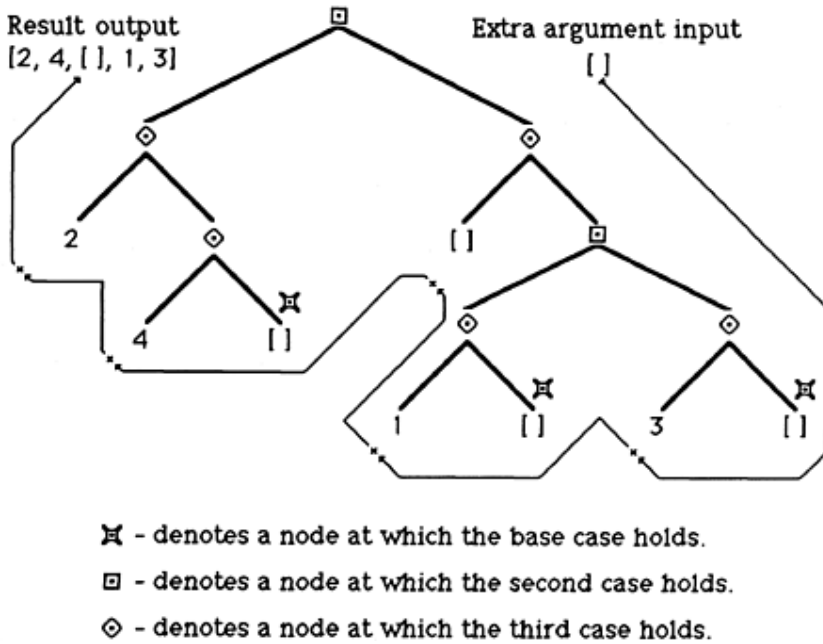 Result output
[2, 4, [ ], 1, 3]
Extra argument input
[ ]
2
[ ]
4
[ ]
1
[ ]
3
[ ]
- denotes a node at which the base case holds.
- denotes a node at which the second case holds.
- denotes a node at which the third case holds.